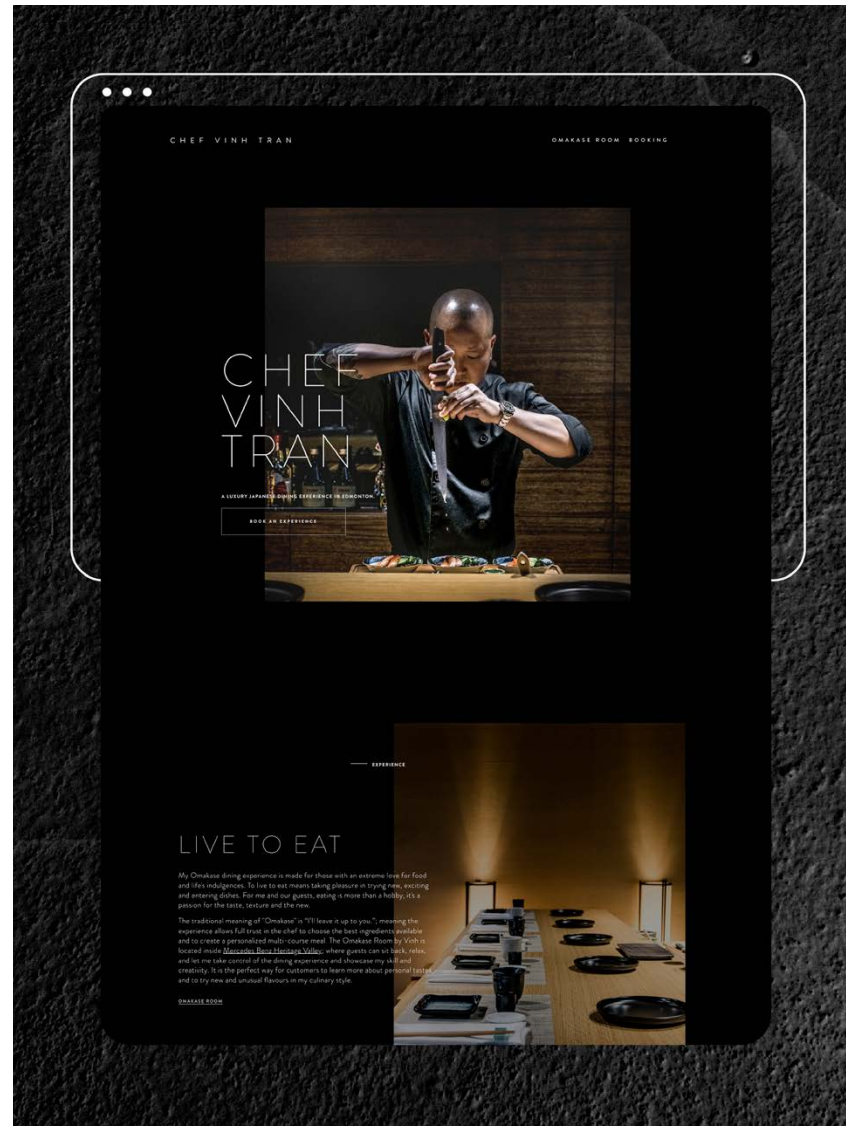 CHEF VINH TRAN
OMAKASE ROOM BOOKING
CHEF
VINH
TRAN
A LUXURY JAPANESE DINING EXPERIENCE IN EDMONTON.
BOOK AN EXPERIENCE
EXPERIENCE
LIVE TO EAT
My Omakase dining experience is made for those with an extreme love for food
and life's indulgences. To live to eat means taking pleasure in trying new, exciting
and entering dishes. For me and our guests, eating is more than a hobby, it's a
passion for the taste, texture and the new.
The traditional meaning of "Omakase" is "I'll leave it up to you."; meaning the
experience allows full trust in the chef to choose the best ingredients available
and to create a personalized multi-course meal. The Omakase Room by Vinh is
located inside Mercedes Benz Heritage Valley; where guests can sit back, relax,
and let me take control of the dining experience and showcase my skill and
creativity. It is the perfect way for customers to learn more about personal tastes
and to try new and unusual flavours in my culinary style.
OMAKASE ROOM